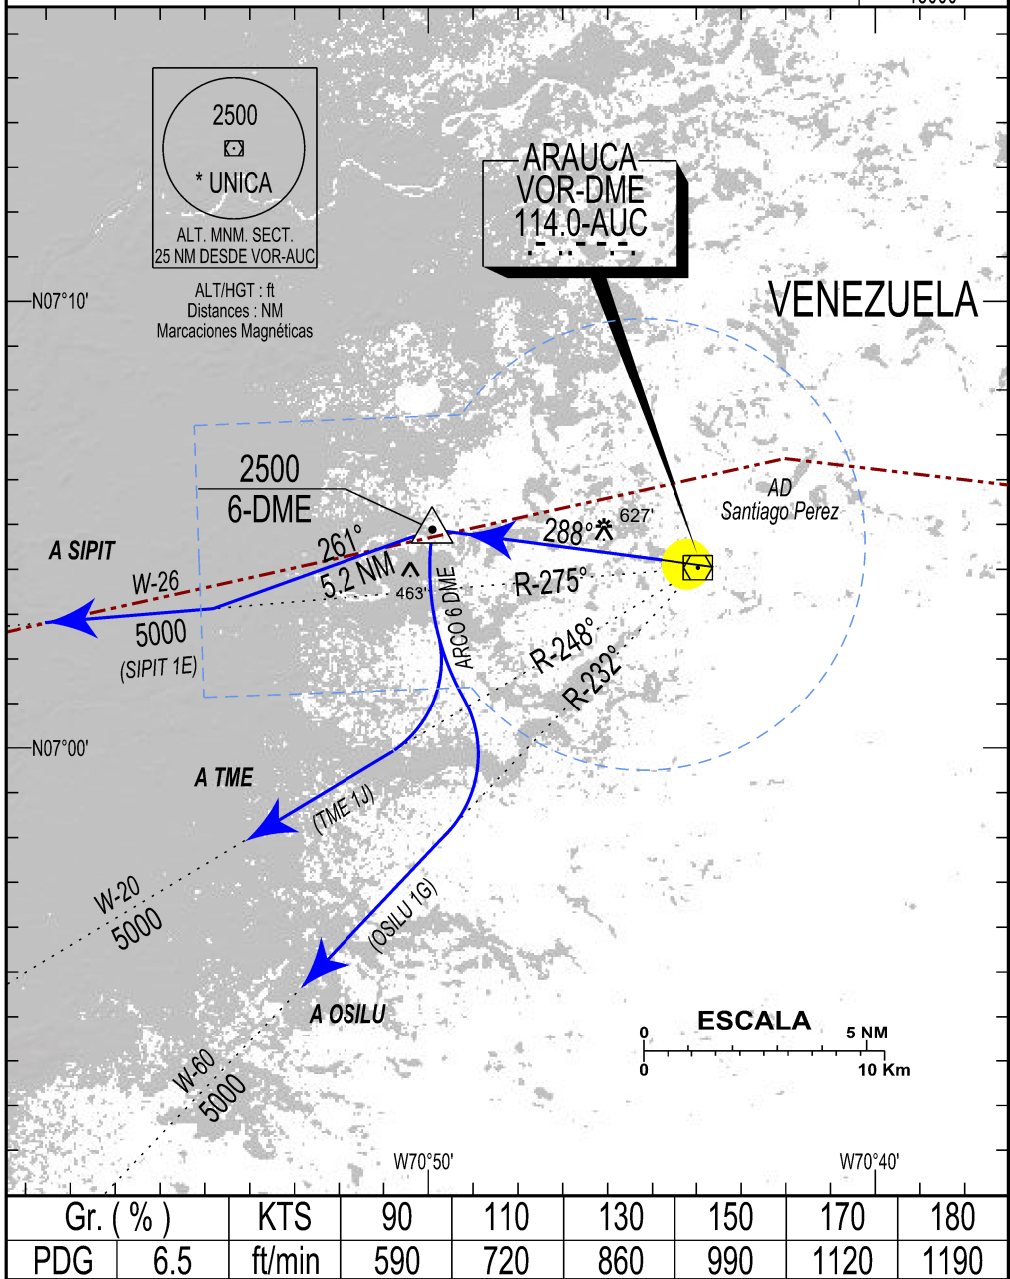 2500
* UNICA
ALT. MNM. SECT.
25 NM DESDE VOR-AUC
ALT/HGT : ft
Distances : NM
Marcaciones Magnéticas
ARAUCA
VOR-DME
114.0-AUC
N07°10'
VENEZUELA
2500
6-DME
AD
Santiago Perez
A SIPIT
W-26
261°
5.2 NM
463'
288°
627'
R-275°
5000
(SIPIT 1E)
ARCO 6 DME
R-248°
R-232°
N07°00'
A TME
(TME 1J)
W-20
5000
(OSILU 1G)
A OSILU
W-60
5000
ESCALA
0 5 NM
0 10 Km
W70°50'
W70°40'
Gr. ( % ) KTS 90 110 130 150 170 180
PDG 6.5 ft/min 590 720 860 990 1120 1190